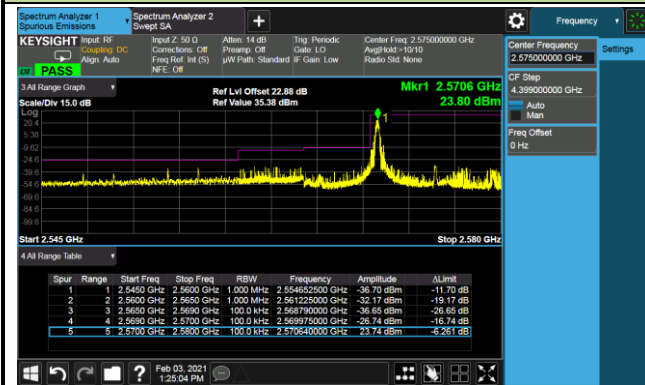 Spectrum Analyzer 1
Spurious Emissions
Spectrum Analyzer 2
Swept SA
Frequency
KEYSIGHT
Input: RF
Coupling: DC
Align: Auto
Input Z: 50 Ω
Corrections: Off
Freq Ref: Int (S)
NFE: Off
Atten: 14 dB
Preamp: Off
µW Path: Standard
Trig: Periodic
Gate: LO
IF Gain: Low
Center Freq: 2.575000000 GHz
Avg|Hold:>10/10
Radio Std: None
PASS
Center Frequency
2.575000000 GHz
Settings
CF Step
4.399000000 GHz
Auto
Man
Freq Offset
0 Hz
3 All Range Graph
Scale/Div 15.0 dB
Ref Lvl Offset 22.88 dB
Ref Value 35.38 dBm
Mkr1 2.5706 GHz
23.80 dBm
Log
20.4
5.38
-9.62
-24.6
-39.6
-54.6
-69.6
-84.6
-99.6
1
Start 2.545 GHz
Stop 2.580 GHz
4 All Range Table
Spur Range Start Freq Stop Freq RBW Frequency Amplitude ΔLimit
1 1 2.5450 GHz 2.5600 GHz 1.000 MHz 2.554652000 GHz -36.70 dBm -11.70 dB
2 2 2.5600 GHz 2.5650 GHz 1.000 MHz 2.561225000 GHz -32.17 dBm -19.17 dB
3 3 2.5650 GHz 2.5690 GHz 100.0 kHz 2.568790000 GHz -36.65 dBm -26.65 dB
4 4 2.5690 GHz 2.5700 GHz 100.0 kHz 2.569975000 GHz -26.74 dBm -16.74 dB
5 5 2.5700 GHz 2.5800 GHz 100.0 kHz 2.570640000 GHz 23.74 dBm -6.261 dB
Feb 03, 2021
1:25:04 PM